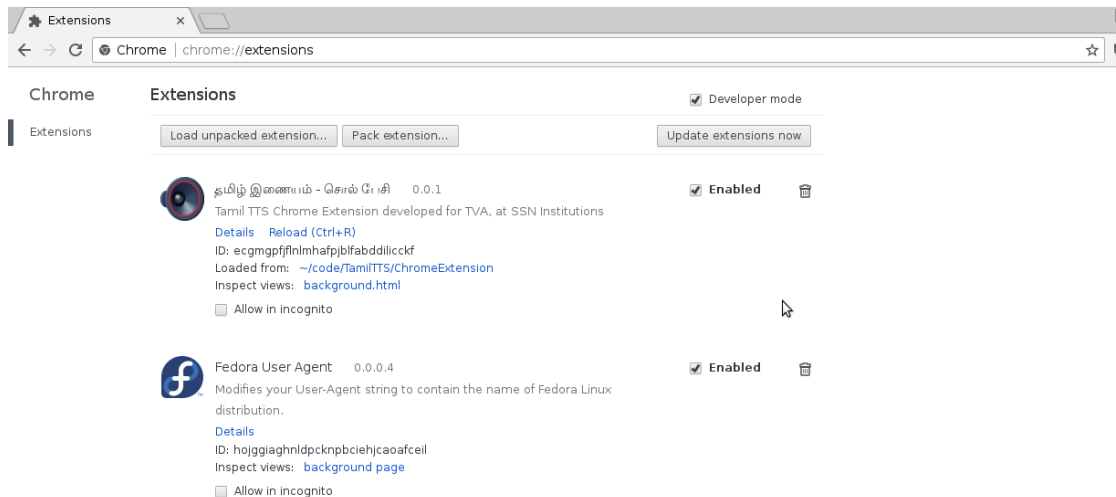 Extensions
Chrome | chrome://extensions
Chrome
Extensions
Developer mode
Extensions
Load unpacked extension...
Pack extension...
Update extensions now
தமிழ் இணையம் - சொல் பேசி 0.0.1
Enabled
Tamil TTS Chrome Extension developed for TVA, at SSN Institutions
Details Reload (Ctrl+R)
ID: ecgmgpfjflnlmhafpjblfabddilicckf
Loaded from: ~/code/TamilTTS/ChromeExtension
Inspect views: background.html
Allow in incognito
Fedora User Agent 0.0.0.4
Enabled
Modifies your User-Agent string to contain the name of Fedora Linux
distribution.
Details
ID: hojggiaghnldpcknpbciehjcaoafceil
Inspect views: background page
Allow in incognito